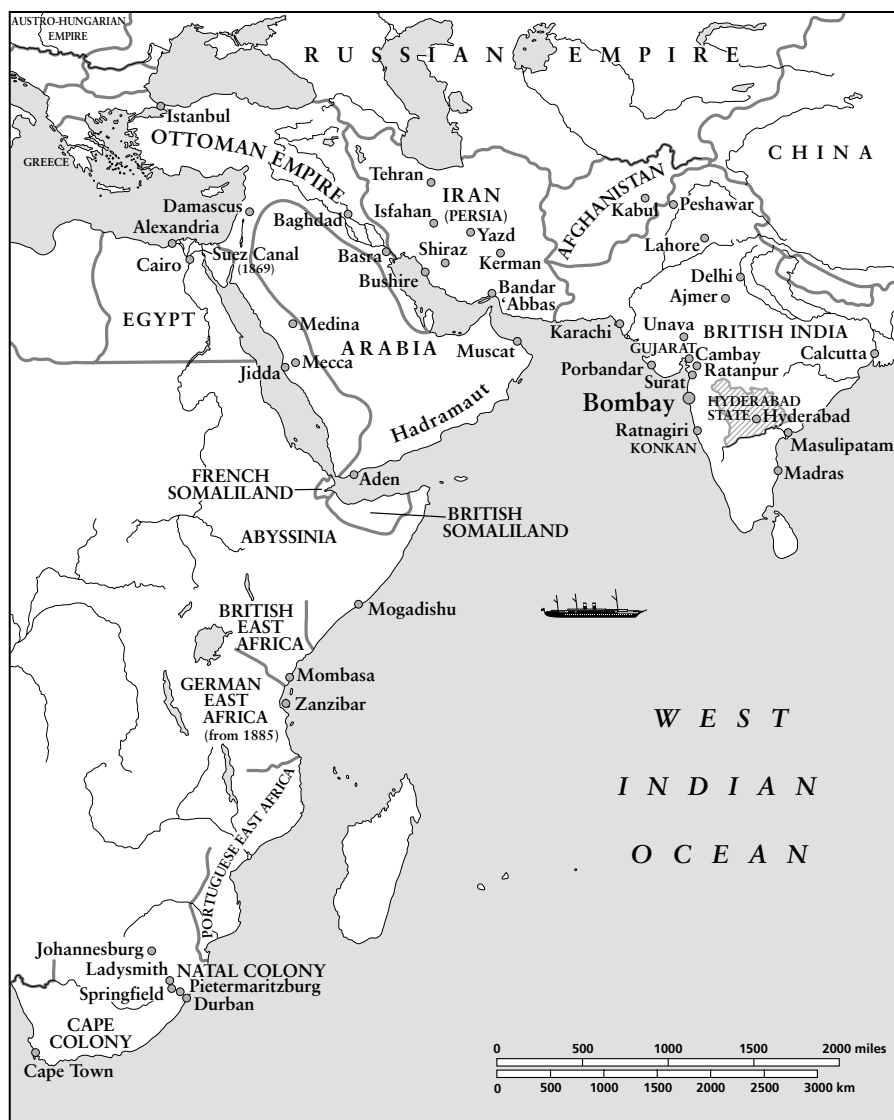 AUSTRO-HUNGARIAN
EMPIRE
RUSSIAN EMPIRE
Istanbul
OTTOMAN EMPIRE
GREECE
CHINA
Tehran
IRAN
(PERSIA)
AFGHANISTAN
Kabul
Peshawar
Damascus
Baghdad
Isfahan
Yazd
Alexandria
Lahore
Cairo
Suez Canal
(1869)
Basra
Shiraz
Kerman
Bushire
Bandar
‘Abbas
Delhi
Ajmer
EGYPT
Medina
ARABIA
Muscat
Karachi
Unava
BRITISH INDIA
GUJARAT
Cambay
Calcutta
Jidda
Mecca
Porbandar
Ratanpur
Surat
Bombay
HYDERABAD
STATE
Hyderabad
Hadramaut
Ratnagiri
KONKAN
Masulipatam
Madras
FRENCH
SOMALILAND
Aden
BRITISH
SOMALILAND
ABYSSINIA
Mogadishu
BRITISH
EAST
AFRICA
Mombasa
GERMAN
EAST
AFRICA
(from 1885)
Zanzibar
WEST
INDIAN
OCEAN
PORTUGUESE EAST AFRICA
Johannesburg
Ladysmith
NATAL COLONY
Springfield
Pietermaritzburg
Durban
CAPE
COLONY
Cape Town
0 500 1000 2000 miles
0 500 1000 1500 2000 2500 3000 km